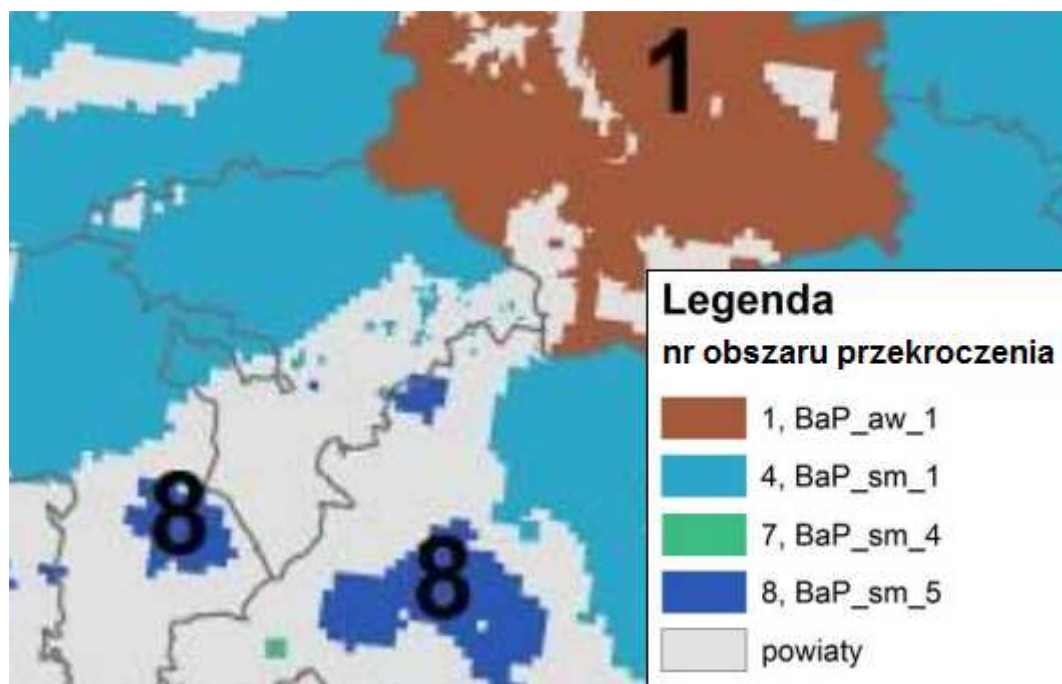 1
8
8
Legenda
nr obszaru przekroczenia
1, BaP_aw_1
4, BaP_sm_1
7, BaP_sm_4
8, BaP_sm_5
powiaty